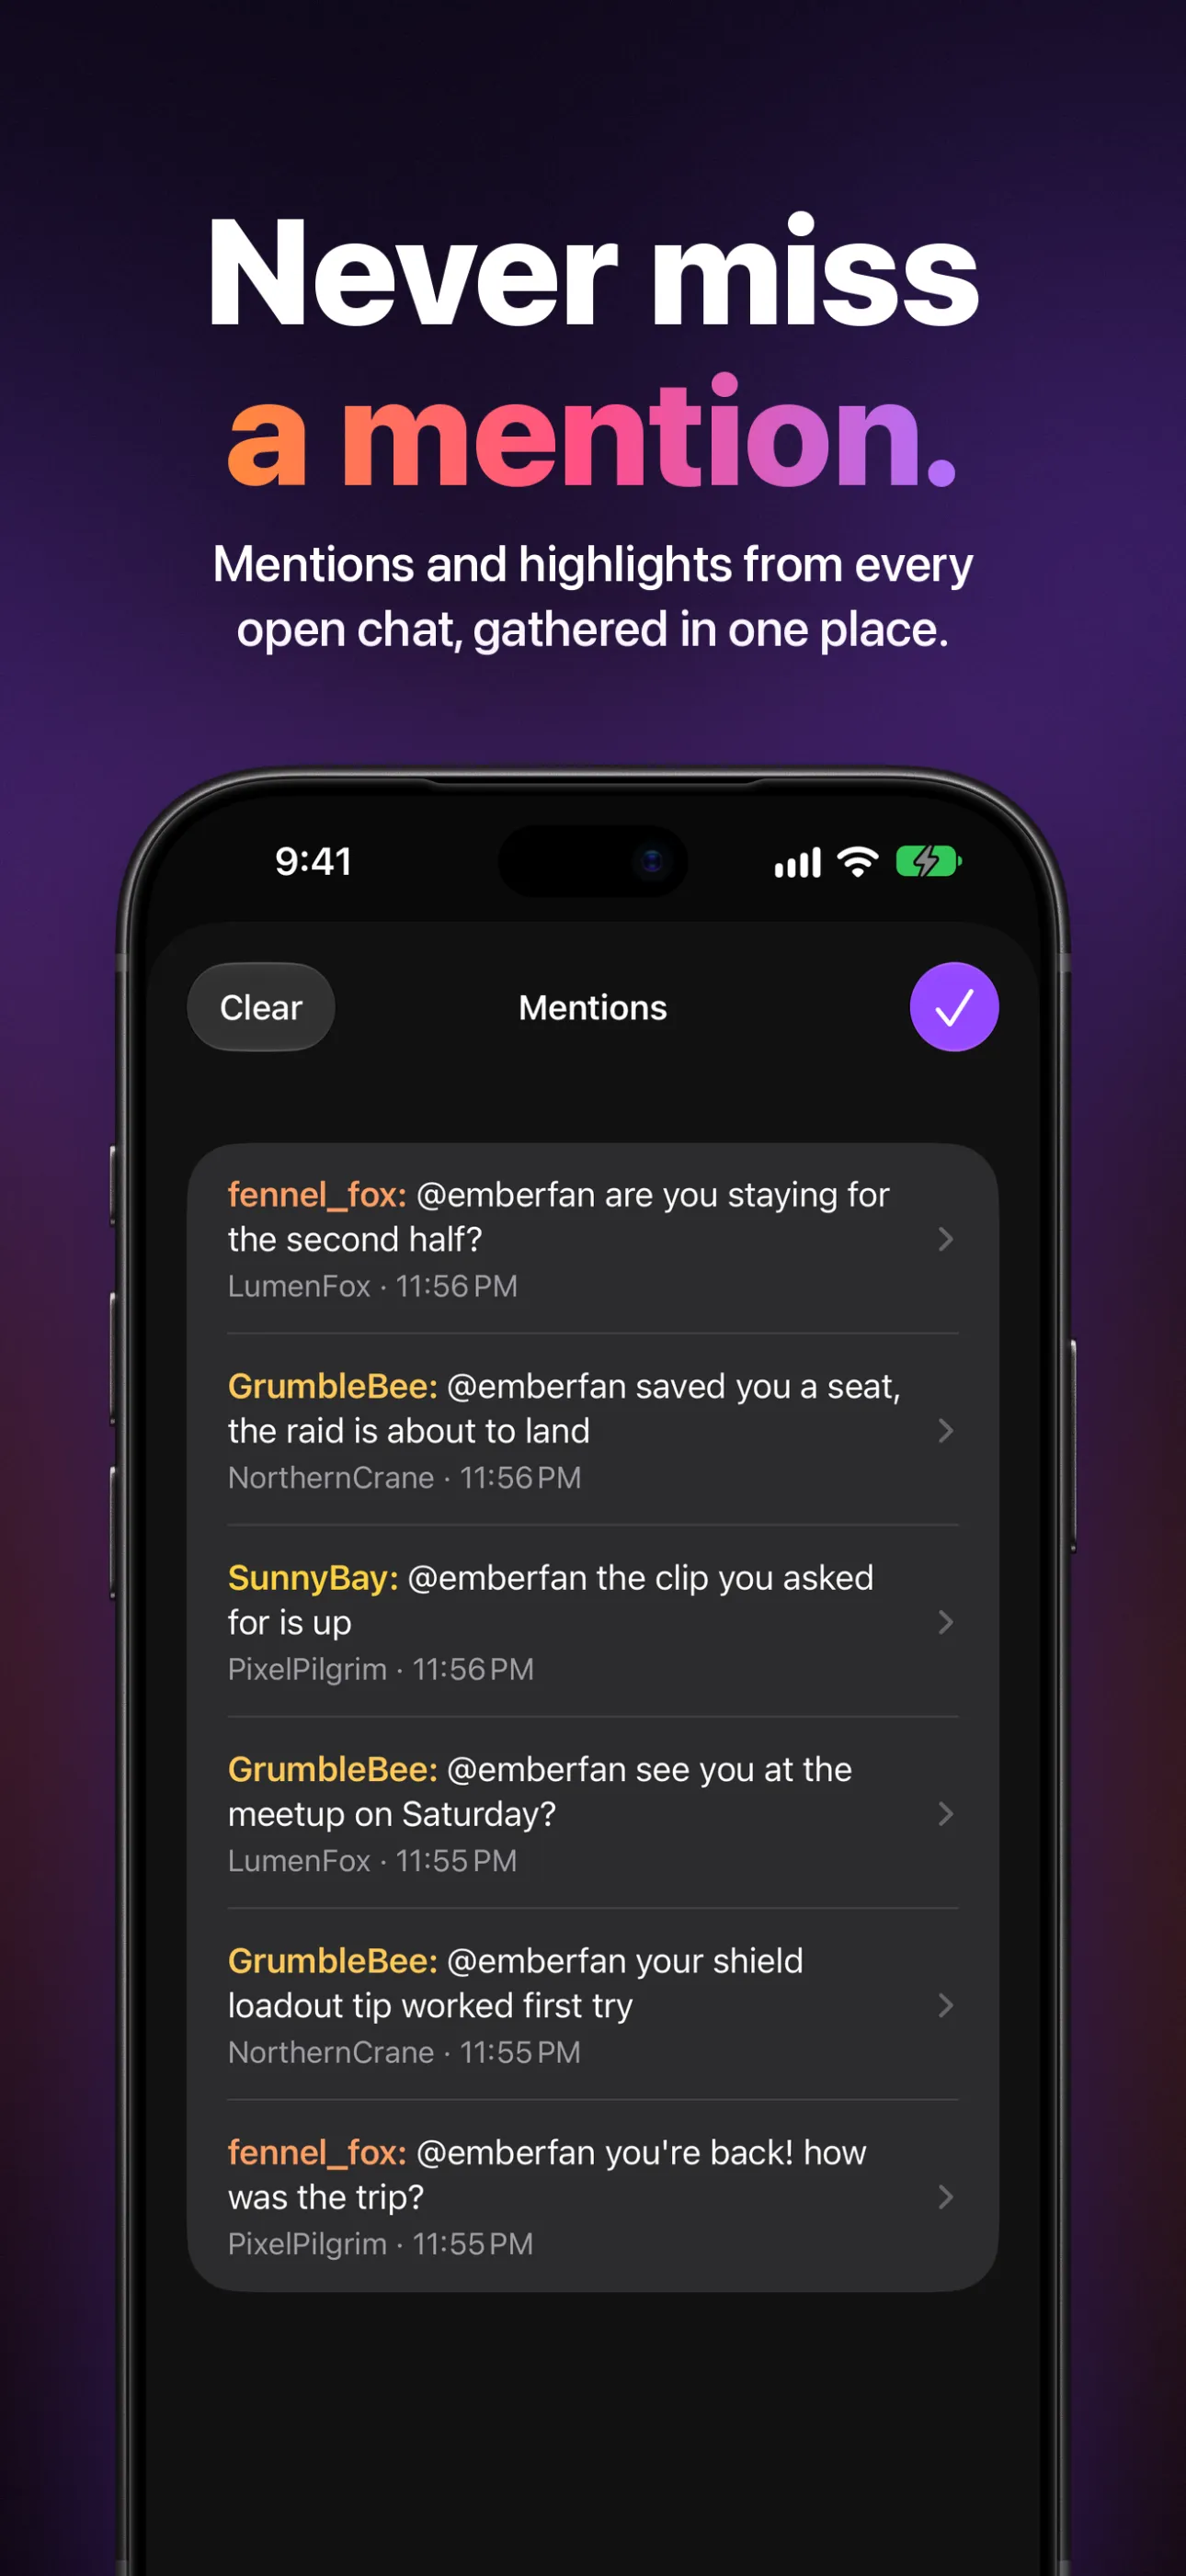 Never miss
a mention.
Mentions and highlights from every
open chat, gathered in one place.
9:41
Clear
Mentions
fennel_fox: @emberfan are you staying for
the second half?
LumenFox · 11:56 PM
GrumbleBee: @emberfan saved you a seat,
the raid is about to land
NorthernCrane · 11:56 PM
SunnyBay: @emberfan the clip you asked
for is up
PixelPilgrim · 11:56 PM
GrumbleBee: @emberfan see you at the
meetup on Saturday?
LumenFox · 11:55 PM
GrumbleBee: @emberfan your shield
loadout tip worked first try
NorthernCrane · 11:55 PM
fennel_fox: @emberfan you're back! how
was the trip?
PixelPilgrim · 11:55 PM